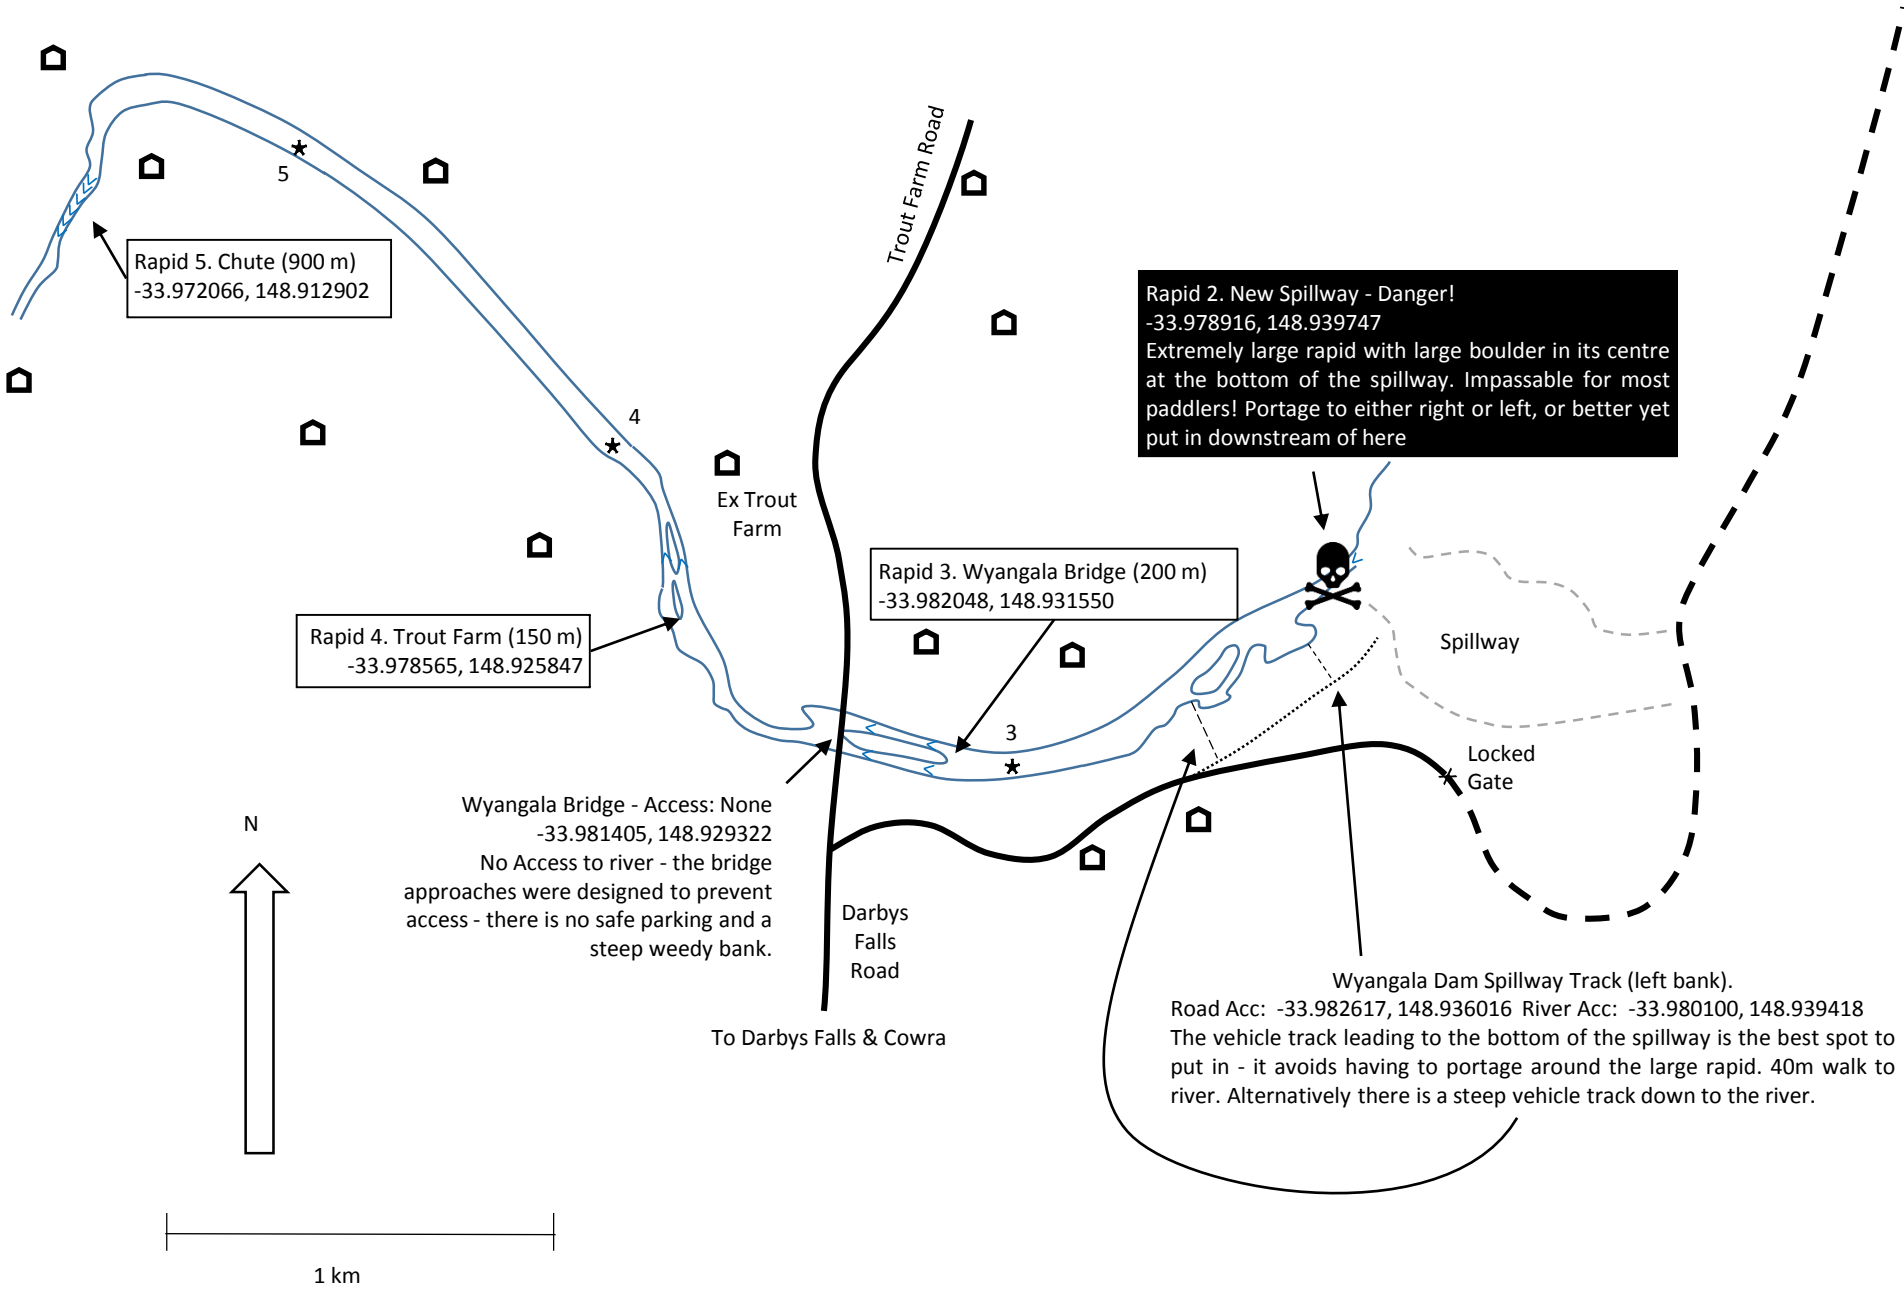 5
Trout Farm Road
Rapid 5. Chute (900 m)
-33.972066, 148.912902
Rapid 2. New Spillway - Danger!
-33.978916, 148.939747
Extremely large rapid with large boulder in its centre
at the bottom of the spillway. Impassable for most
paddlers! Portage to either right or left, or better yet
put in downstream of here
4
Ex Trout
Farm
Rapid 3. Wyangala Bridge (200 m)
-33.982048, 148.931550
Rapid 4. Trout Farm (150 m)
-33.978565, 148.925847
Spillway
3
Locked
Gate
Wyangala Bridge - Access: None
-33.981405, 148.929322
No Access to river - the bridge
approaches were designed to prevent
access - there is no safe parking and a
steep weedy bank.
N
Darbys
Falls
Road
To Darbys Falls & Cowra
Wyangala Dam Spillway Track (left bank).
Road Acc: -33.982617, 148.936016 River Acc: -33.980100, 148.939418
The vehicle track leading to the bottom of the spillway is the best spot to
put in - it avoids having to portage around the large rapid. 40m walk to
river. Alternatively there is a steep vehicle track down to the river.
1 km